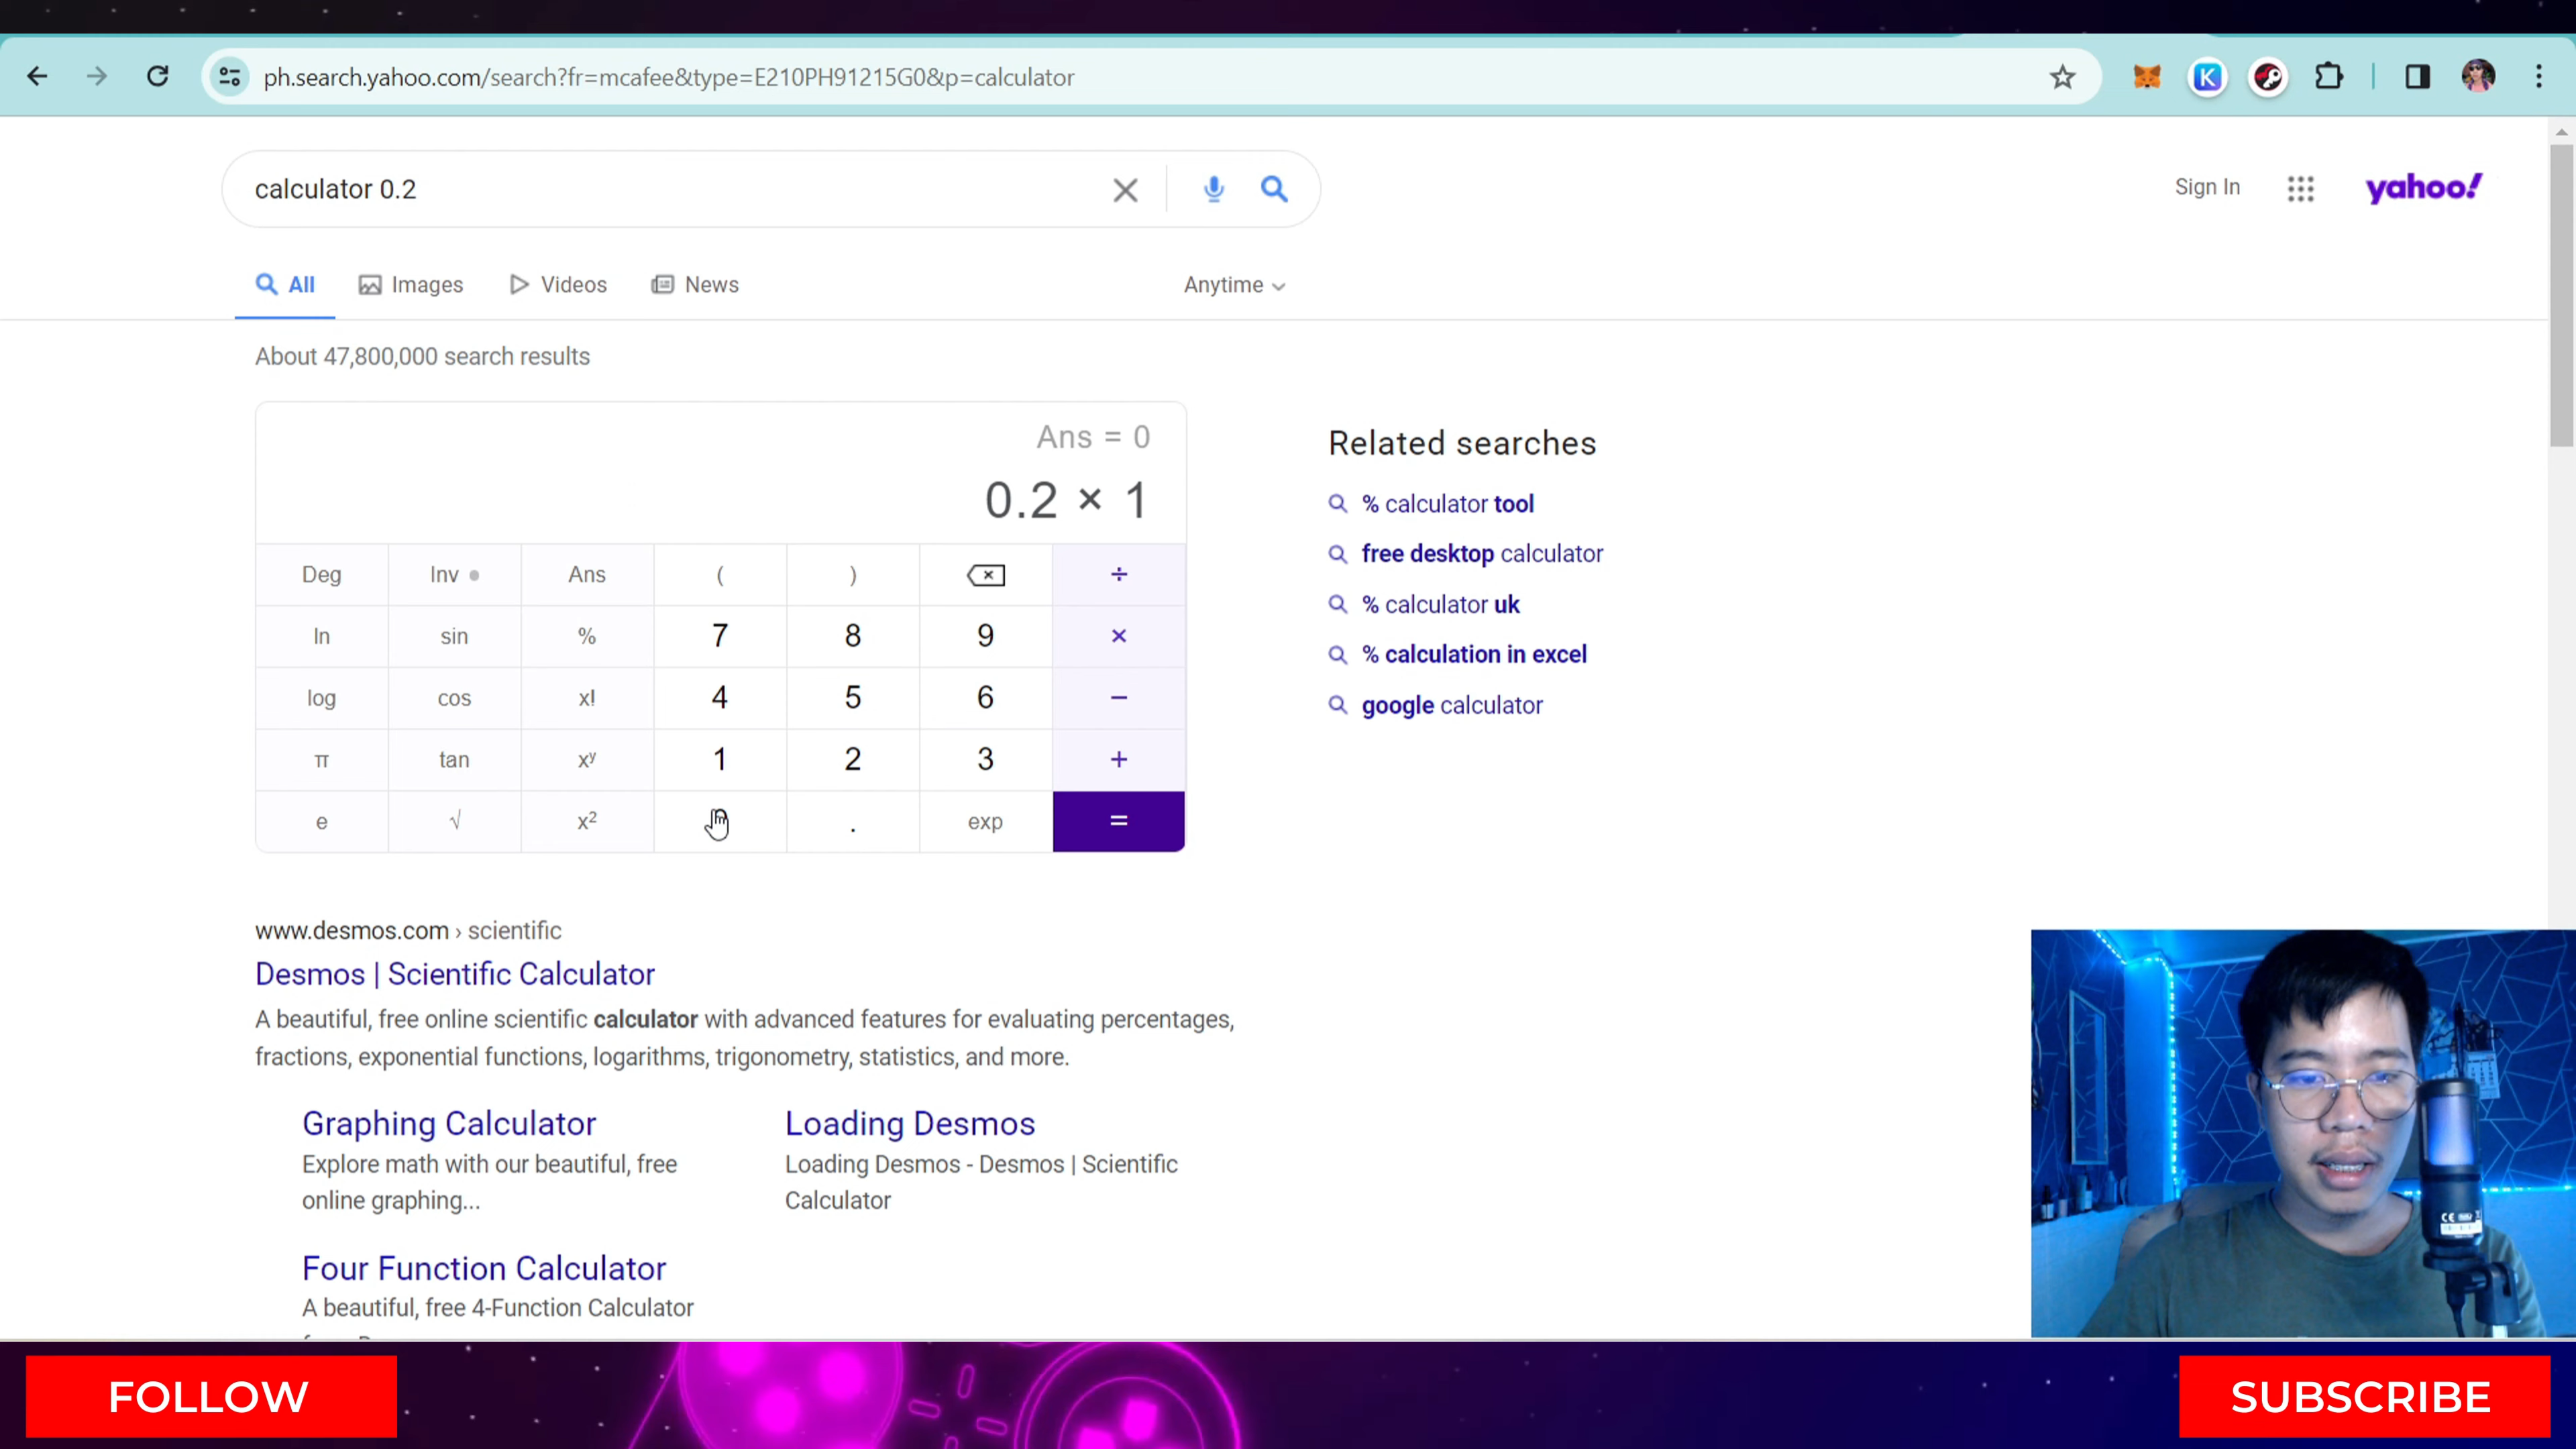 ph.search.yahoo.com/search?fr=mcafee&type=E210PH91215G0&p=calculator
calculator 0.2
Sign In
yahoo!
All
Images
Videos
News
Anytime
About 47,800,000 search results
Ans = 0
0.2 × 1
Deg Inv Ans ( ) ÷
ln sin % 7 8 9 ×
log cos x! 4 5 6 −
π tan xʸ 1 2 3 +
e √ x² . exp =
Related searches
% calculator tool
free desktop calculator
% calculator uk
% calculation in excel
google calculator
www.desmos.com › scientific
Desmos | Scientific Calculator
A beautiful, free online scientific calculator with advanced features for evaluating percentages,
fractions, exponential functions, logarithms, trigonometry, statistics, and more.
Graphing Calculator
Explore math with our beautiful, free
online graphing...
Loading Desmos
Loading Desmos - Desmos | Scientific
Calculator
Four Function Calculator
A beautiful, free 4-Function Calculator
FOLLOW
SUBSCRIBE